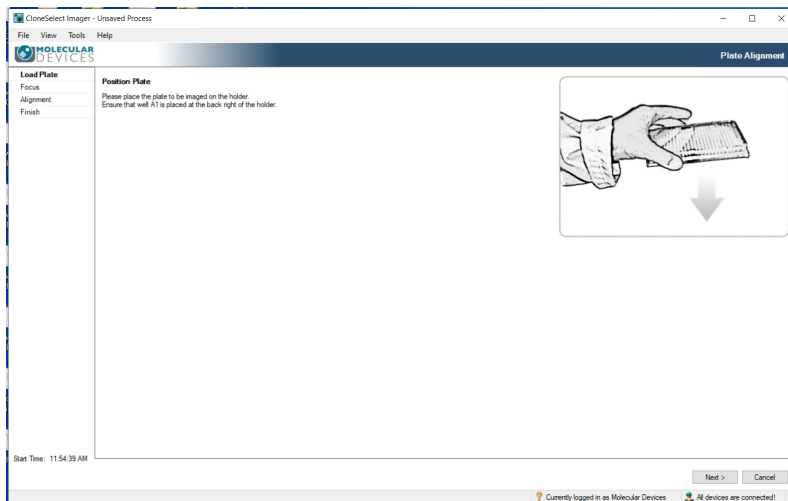 CloneSelect Imager - Unsaved Process
File View Tools Help
MOLECULAR
DEVICES
Plate Alignment
Load Plate
Focus
Alignment
Finish
Position Plate
Please place the plate to be imaged on the holder.
Ensure that well A1 is placed at the back right of the holder.
Start Time: 11:54:39 AM
Next > Cancel
Currently logged in as Molecular Devices All devices are connected!